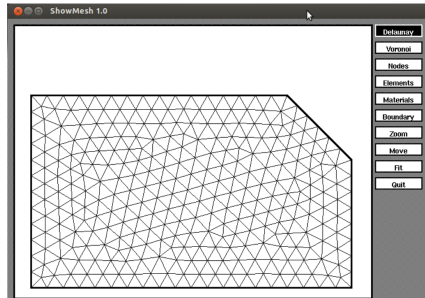 ShowMesh 1.0
Delaunay
Voronoi
Nodes
Elements
Materials
Boundary
Zoom
Move
Fit
Quit